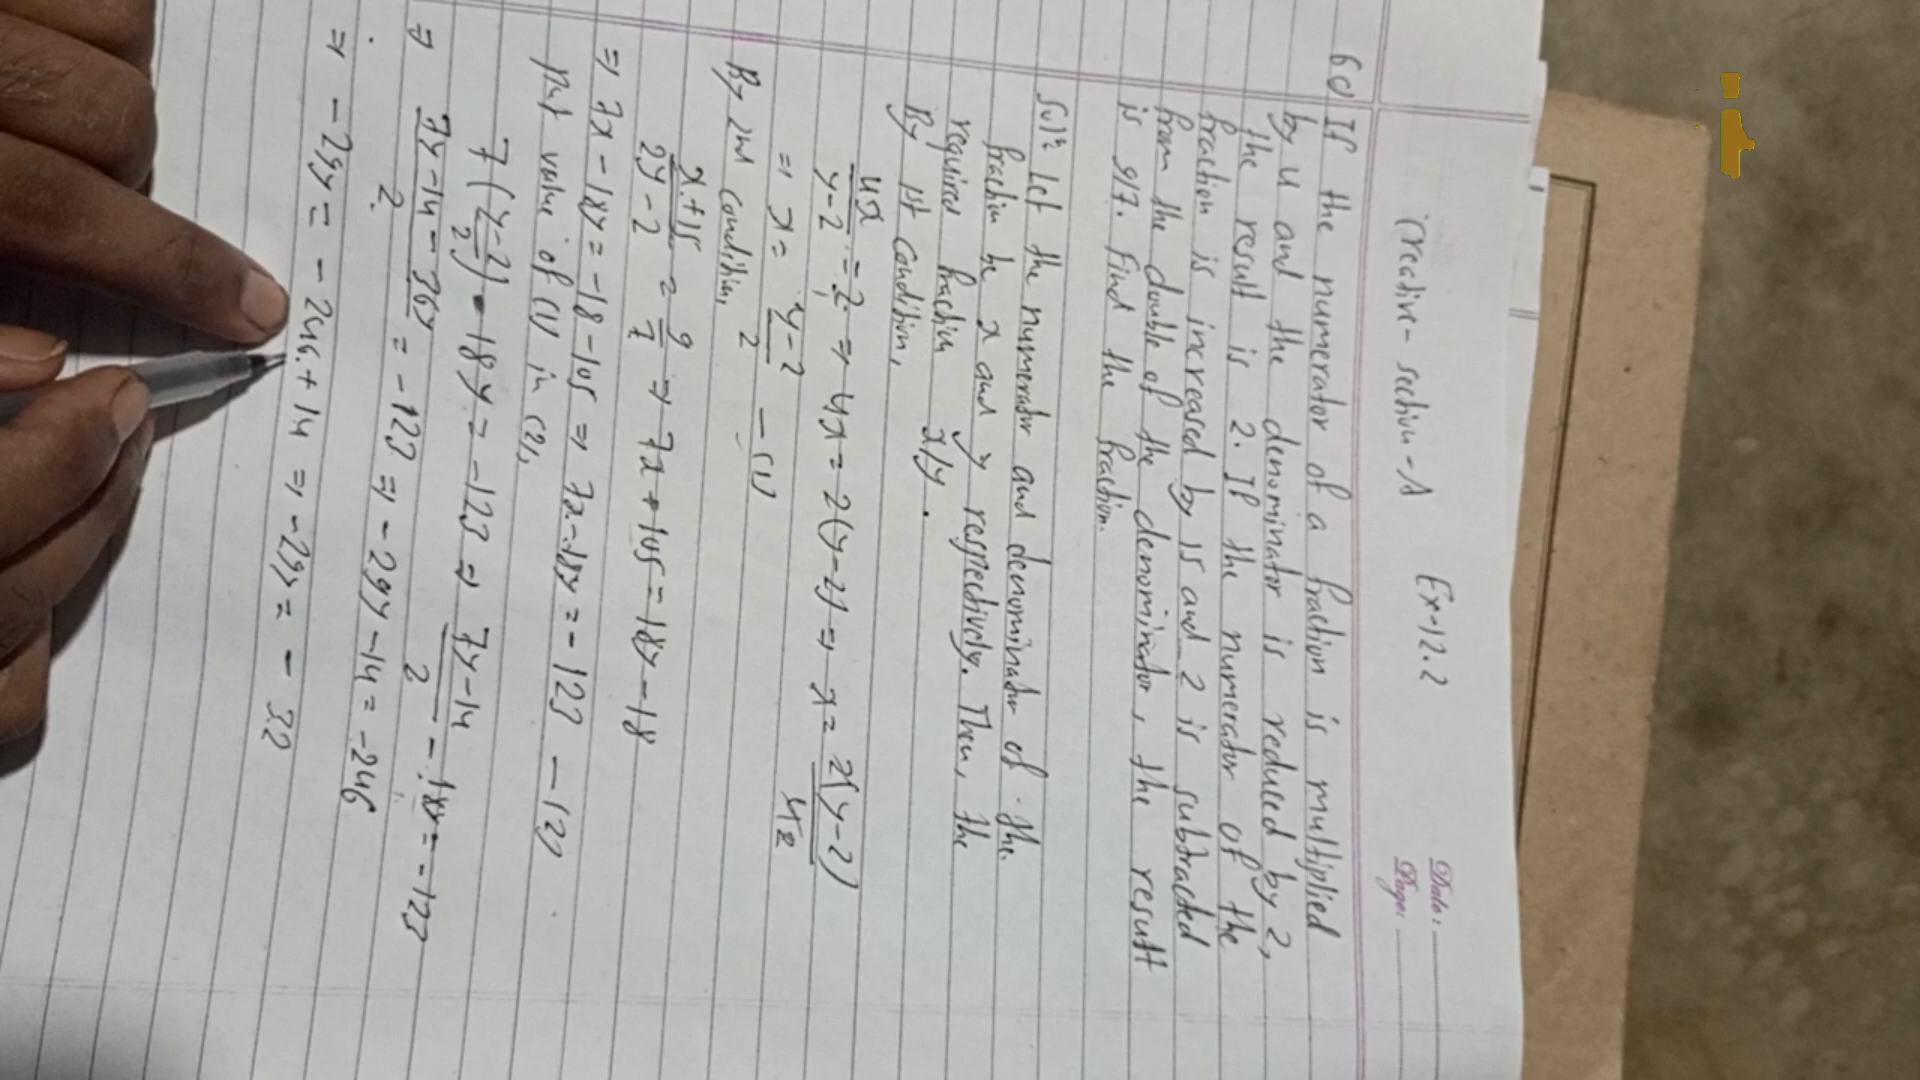 Creative-section-A Ex-12.2
Date:
Page:
6c) If the numerator of a fraction is multiplied
by 4 and the denominator is reduced by 2,
the result is 2. If the numerator of the
fraction is increased by 15 and 2 is subtracted
from the double of the denominator, the result
is 9/7. Find the fraction.
Solⁿ Let the numerator and denominator of the
fraction be x and y respectively. Then, the
required fraction x/y.
By 1st condition,
4x/y-2 = 2 ⇒ 4x = 2(y-2) ⇒ x = 2(y-2)/4 2
⇒ x = y-2/2 - (1)
By 2nd condition,
x+15/2y-2 = 9/7 ⇒ 7x + 105 = 18y - 18
⇒ 7x - 18y = -18 - 105 ⇒ 7x - 18y = -123 - (2)
put value of (1) in (2),
7(y-2/2) - 18y = -123 ⇒ 7y-14/2 - 18y = -123
⇒ 7y-14-36y/2 = -123 ⇒ -29y - 14 = -246
⇒ -29y = -246 + 14 ⇒ -29y = -232